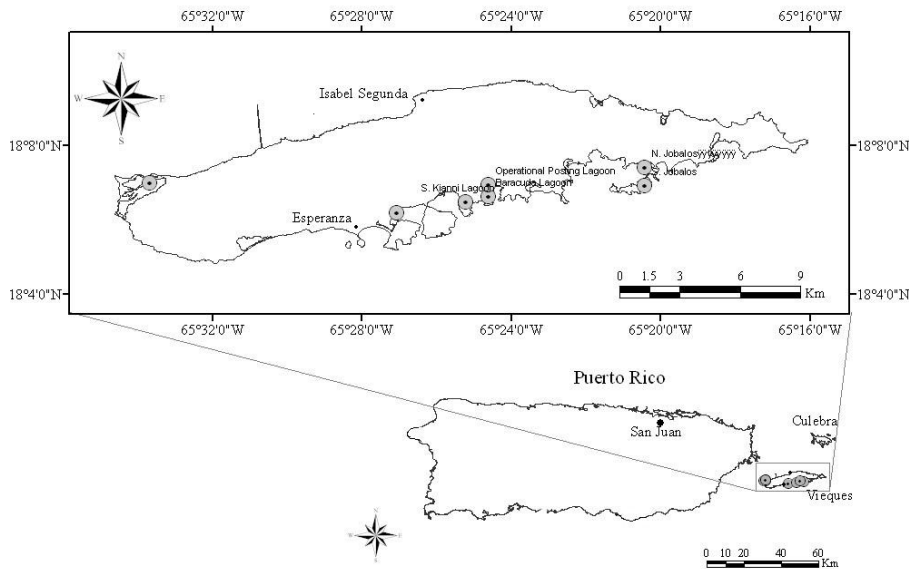 65°32'0"W 65°28'0"W 65°24'0"W 65°20'0"W 65°16'0"W
N
W E
S
Isabel Segunda
18°8'0"N 18°8'0"N
N. Jobalosÿÿÿÿÿÿÿ
Operational Posting Lagoon
S. Jobalos
Baracuda Lagoon
S. Kianni Lagoon
Esperanza
0 1.5 3 6 9
Km
18°4'0"N 18°4'0"N
65°32'0"W 65°28'0"W 65°24'0"W 65°20'0"W 65°16'0"W
Puerto Rico
Culebra
San Juan
Vieques
N
W E
S
0 10 20 40 60
Km